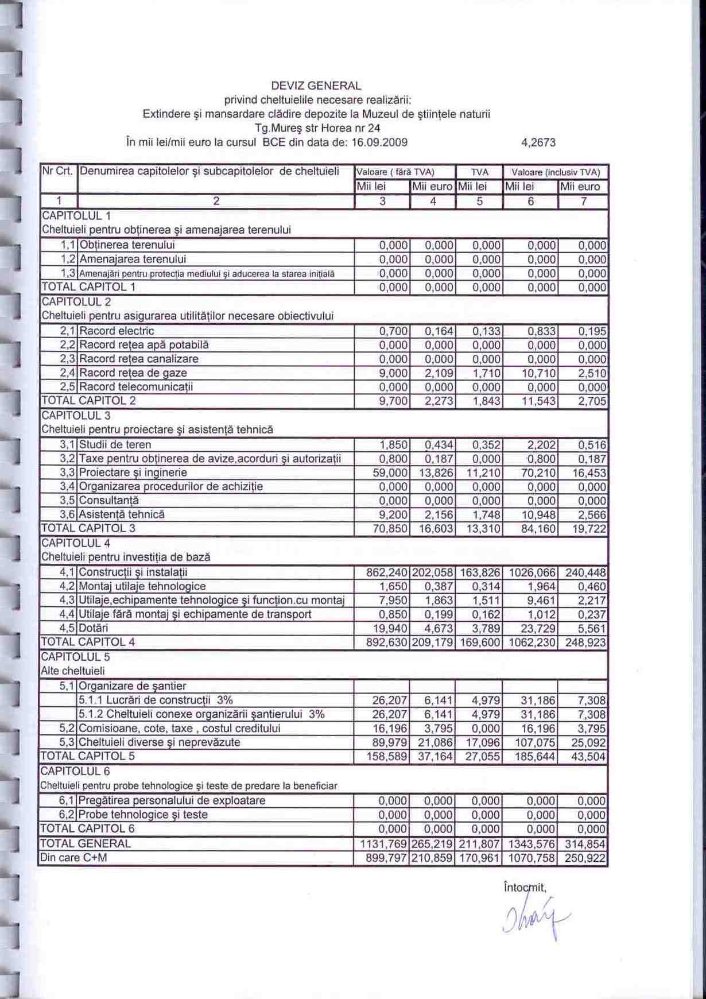 DEVIZ GENERAL
privind cheltuielile necesare realizării:
Extindere şi mansardare clădire depozite la Muzeul de ştiinţele naturii
Tg.Mureş str Horea nr 24
În mii lei/mii euro la cursul BCE din data de: 16.09.2009 4,2673
Nr Crt. Denumirea capitolelor şi subcapitolelor de cheltuieli Valoare ( fără TVA) TVA Valoare (inclusiv TVA)
Mii lei Mii euro Mii lei Mii lei Mii euro
1 2 3 4 5 6 7
CAPITOLUL 1
Cheltuieli pentru obţinerea şi amenajarea terenului
1,1 Obţinerea terenului 0,000 0,000 0,000 0,000 0,000
1,2 Amenajarea terenului 0,000 0,000 0,000 0,000 0,000
1,3 Amenajări pentru protecţia mediului şi aducerea la starea iniţială 0,000 0,000 0,000 0,000 0,000
TOTAL CAPITOL 1 0,000 0,000 0,000 0,000 0,000
CAPITOLUL 2
Cheltuieli pentru asigurarea utilităţilor necesare obiectivului
2,1 Racord electric 0,700 0,164 0,133 0,833 0,195
2,2 Racord reţea apă potabilă 0,000 0,000 0,000 0,000 0,000
2,3 Racord reţea canalizare 0,000 0,000 0,000 0,000 0,000
2,4 Racord reţea de gaze 9,000 2,109 1,710 10,710 2,510
2,5 Racord telecomunicaţii 0,000 0,000 0,000 0,000 0,000
TOTAL CAPITOL 2 9,700 2,273 1,843 11,543 2,705
CAPITOLUL 3
Cheltuieli pentru proiectare şi asistenţă tehnică
3,1 Studii de teren 1,850 0,434 0,352 2,202 0,516
3,2 Taxe pentru obţinerea de avize,acorduri şi autorizaţii 0,800 0,187 0,000 0,800 0,187
3,3 Proiectare şi inginerie 59,000 13,826 11,210 70,210 16,453
3,4 Organizarea procedurilor de achiziţie 0,000 0,000 0,000 0,000 0,000
3,5 Consultanţă 0,000 0,000 0,000 0,000 0,000
3,6 Asistenţă tehnică 9,200 2,156 1,748 10,948 2,566
TOTAL CAPITOL 3 70,850 16,603 13,310 84,160 19,722
CAPITOLUL 4
Cheltuieli pentru investiţia de bază
4,1 Construcţii şi instalaţii 862,240 202,058 163,826 1026,066 240,448
4,2 Montaj utilaje tehnologice 1,650 0,387 0,314 1,964 0,460
4,3 Utilaje,echipamente tehnologice şi funcţion.cu montaj 7,950 1,863 1,511 9,461 2,217
4,4 Utilaje fără montaj şi echipamente de transport 0,850 0,199 0,162 1,012 0,237
4,5 Dotări 19,940 4,673 3,789 23,729 5,561
TOTAL CAPITOL 4 892,630 209,179 169,600 1062,230 248,923
CAPITOLUL 5
Alte cheltuieli
5,1 Organizare de şantier
5.1.1 Lucrări de construcţii 3% 26,207 6,141 4,979 31,186 7,308
5.1.2 Cheltuieli conexe organizării şantierului 3% 26,207 6,141 4,979 31,186 7,308
5,2 Comisioane, cote, taxe , costul creditului 16,196 3,795 0,000 16,196 3,795
5,3 Cheltuieli diverse şi neprevăzute 89,979 21,086 17,096 107,075 25,092
TOTAL CAPITOL 5 158,589 37,164 27,055 185,644 43,504
CAPITOLUL 6
Cheltuieli pentru probe tehnologice şi teste de predare la beneficiar
6,1 Pregătirea personalului de exploatare 0,000 0,000 0,000 0,000 0,000
6,2 Probe tehnologice şi teste 0,000 0,000 0,000 0,000 0,000
TOTAL CAPITOL 6 0,000 0,000 0,000 0,000 0,000
TOTAL GENERAL 1131,769 265,219 211,807 1343,576 314,854
Din care C+M 899,797 210,859 170,961 1070,758 250,922
Întocmit,